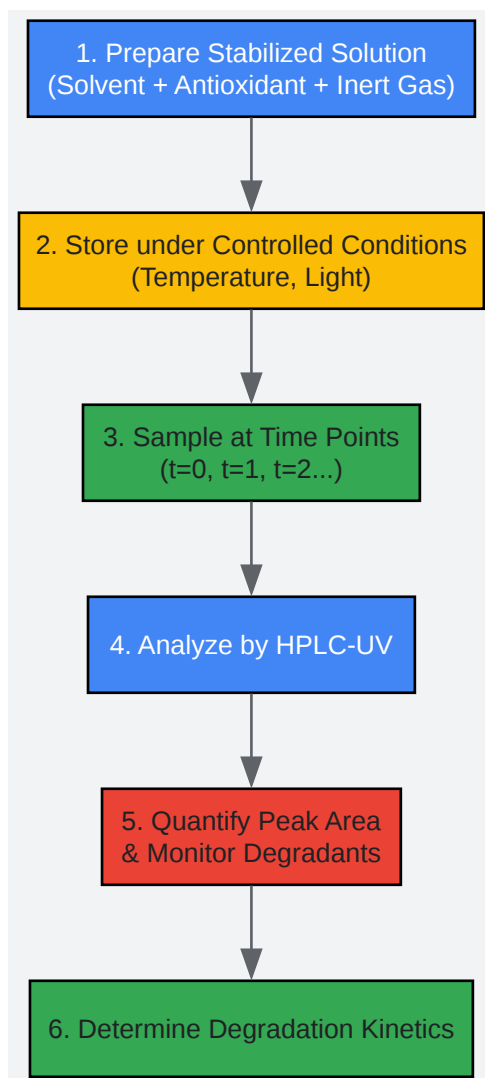 1. Prepare Stabilized Solution
(Solvent + Antioxidant + Inert Gas)
2. Store under Controlled Conditions
(Temperature, Light)
3. Sample at Time Points
(t=0, t=1, t=2...)
4. Analyze by HPLC-UV
5. Quantify Peak Area
& Monitor Degradants
6. Determine Degradation Kinetics